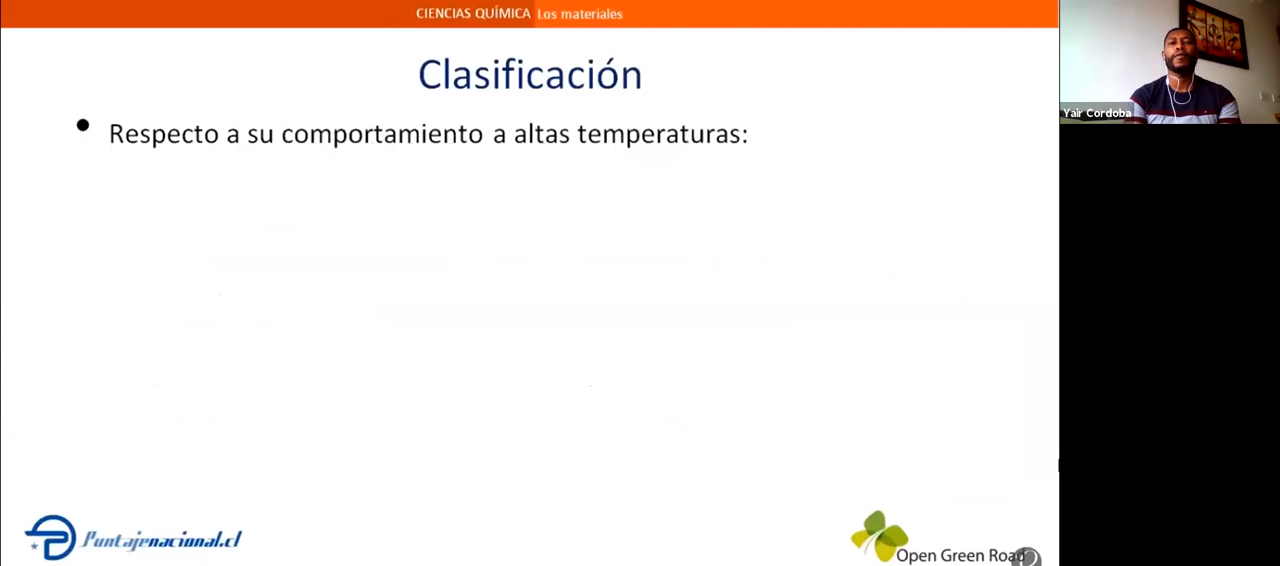 CIENCIAS QUÍMICA Los materiales
Clasificación
• Respecto a su comportamiento a altas temperaturas:
Yair Cordoba
Puntajenacional.cl
Open Green Road